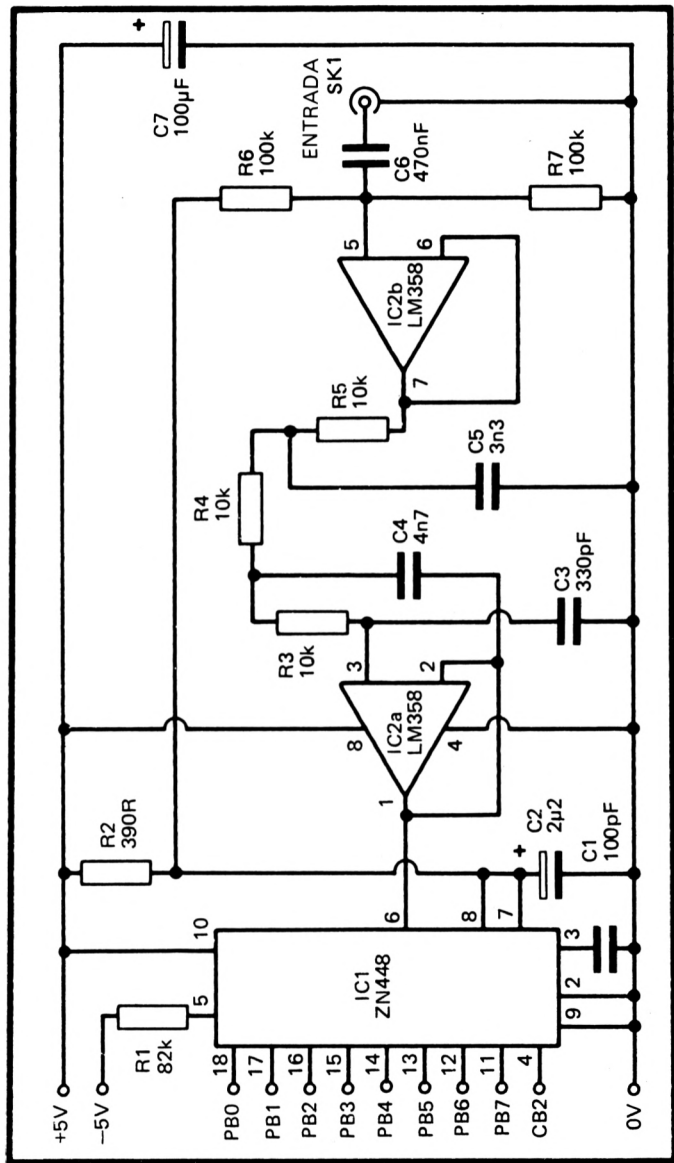 +5V
−5V
R1
82k
PB0
PB1
PB2
PB3
PB4
PB5
PB6
PB7
CB2
0V
18
17
16
15
14
13
12
11
4
5
10
IC1
ZN448
6
8
7
3
2
9
R2
390R
+
C2
2µ2
C1
100pF
1
8
IC2a
LM358
4
3
2
R3
10k
C3
330pF
R4
10k
C4
4n7
R5
10k
C5
3n3
7
IC2b
LM358
5
6
R6
100k
C6
470nF
R7
100k
ENTRADA
SK1
+
C7
100µF